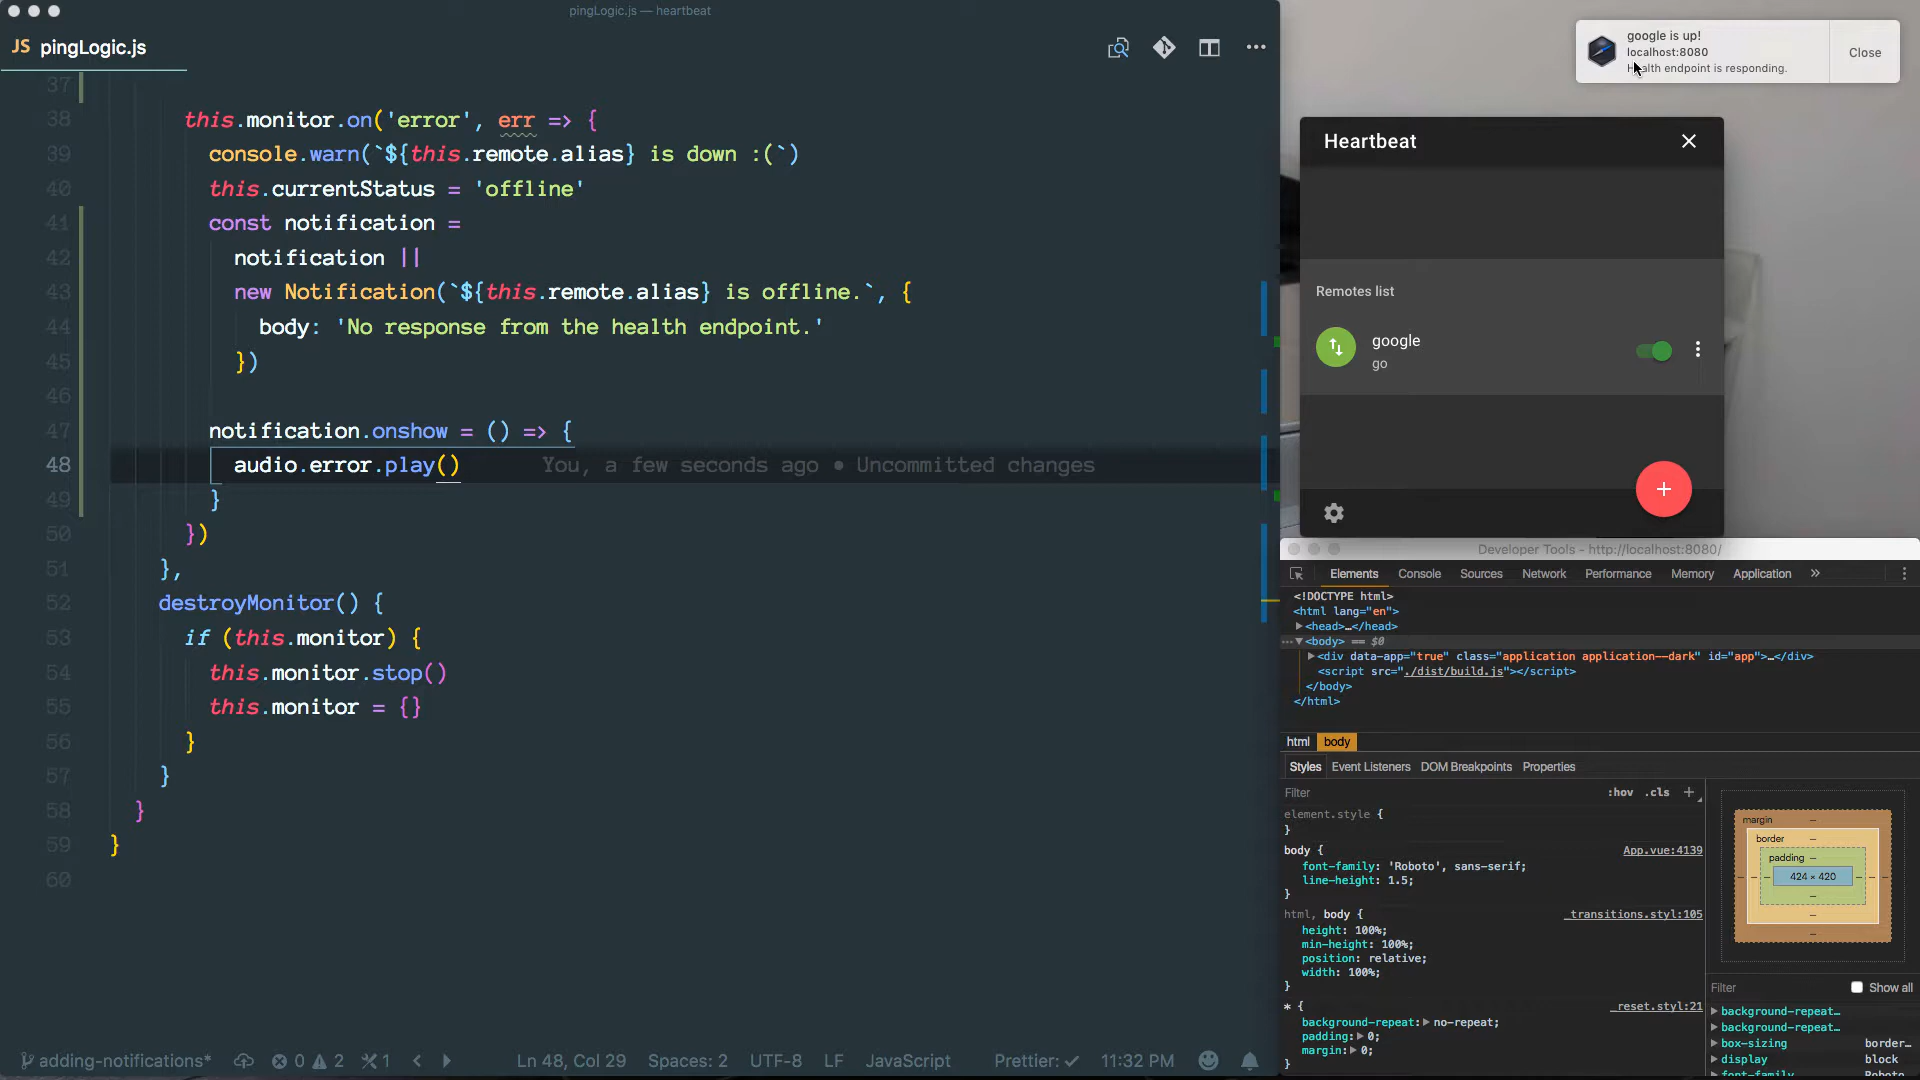 pingLogic.js — heartbeat
JS pingLogic.js
37
38 this.monitor.on('error', err => {
39 console.warn(`${this.remote.alias} is down :(`)
40 this.currentStatus = 'offline'
41 const notification =
42 notification ||
43 new Notification(`${this.remote.alias} is offline.`, {
44 body: 'No response from the health endpoint.'
45 })
46
47 notification.onshow = () => {
48 audio.error.play() You, a few seconds ago • Uncommitted changes
49 }
50 })
51 },
52 destroyMonitor() {
53 if (this.monitor) {
54 this.monitor.stop()
55 this.monitor = {}
56 }
57 }
58 }
59 }
60
adding-notifications* 0 2 1 Ln 48, Col 29 Spaces: 2 UTF-8 LF JavaScript Prettier: ✓ 11:32 PM
google is up!
localhost:8080
Health endpoint is responding.
Close
Heartbeat
Remotes list
google
go
Developer Tools - http://localhost:8080/
Elements Console Sources Network Performance Memory Application »
<!DOCTYPE html>
<html lang="en">
▶<head>…</head>
…▼<body> == $0
▶<div data-app="true" class="application application--dark" id="app">…</div>
<script src="./dist/build.js"></script>
</body>
</html>
html body
Styles Event Listeners DOM Breakpoints Properties
Filter :hov .cls +
element.style {
}
body { App.vue:4139
font-family: 'Roboto', sans-serif;
line-height: 1.5;
}
html, body { _transitions.styl:105
height: 100%;
min-height: 100%;
position: relative;
width: 100%;
}
* { _reset.styl:21
background-repeat:▶ no-repeat;
padding:▶ 0;
margin:▶ 0;
}
margin –
border –
padding –
424 × 420
Filter Show all
▶ background-repeat…
▶ background-repeat…
▶ box-sizing border…
▶ display block
▶ font-family Roboto